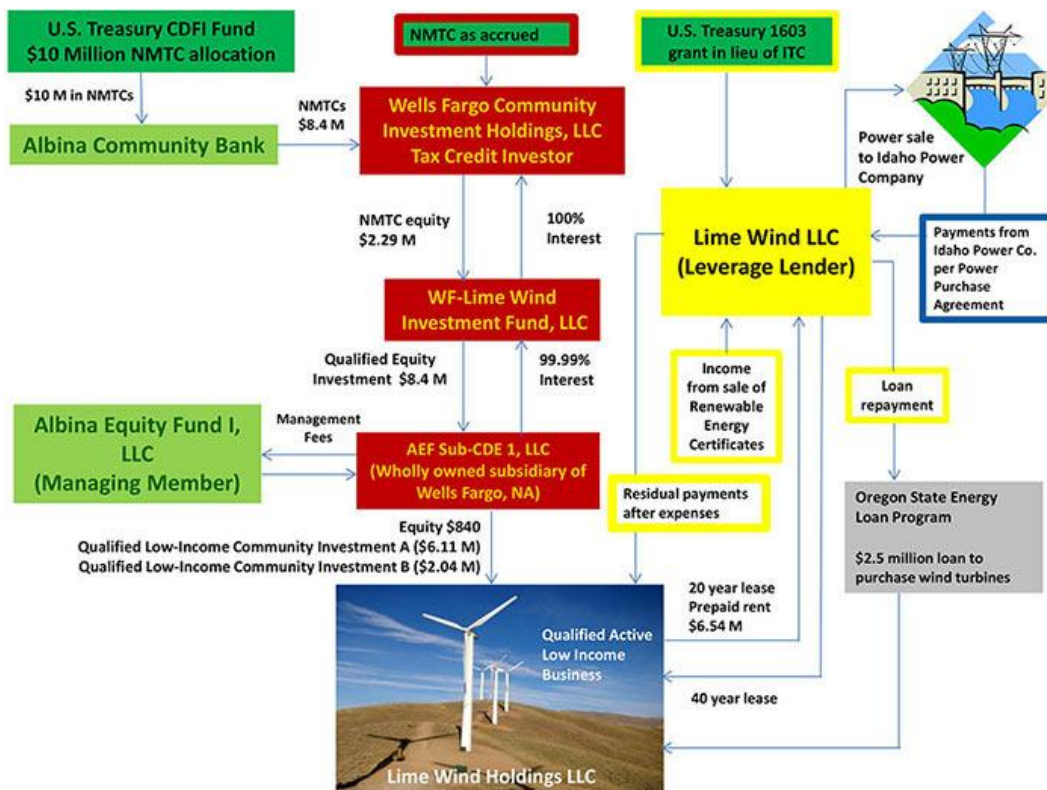 U.S. Treasury CDFI Fund
$10 Million NMTC allocation
NMTC as accrued
U.S. Treasury 1603
grant in lieu of ITC
$10 M in NMTCs
NMTCs
$8.4 M
Albina Community Bank
Wells Fargo Community
Investment Holdings, LLC
Tax Credit Investor
Power sale
to Idaho Power
Company
NMTC equity
$2.29 M
100%
Interest
Lime Wind LLC
(Leverage Lender)
Payments from
Idaho Power Co.
per Power
Purchase
Agreement
WF-Lime Wind
Investment Fund, LLC
Qualified Equity
Investment $8.4 M
99.99%
Interest
Income
from sale of
Renewable
Energy
Certificates
Loan
repayment
Albina Equity Fund I,
LLC
(Managing Member)
Management
Fees
AEF Sub-CDE 1, LLC
(Wholly owned subsidiary of
Wells Fargo, NA)
Residual payments
after expenses
Oregon State Energy
Loan Program
$2.5 million loan to
purchase wind turbines
Equity $840
Qualified Low-Income Community Investment A ($6.11 M)
Qualified Low-Income Community Investment B ($2.04 M)
20 year lease
Prepaid rent
$6.54 M
Qualified Active
Low Income
Business
40 year lease
Lime Wind Holdings LLC